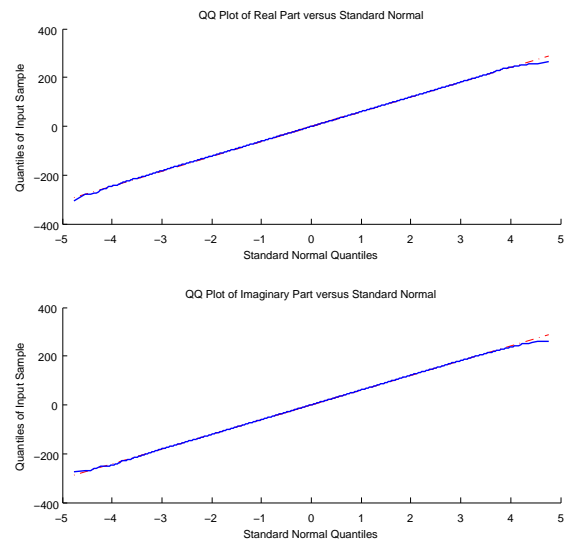 QQ Plot of Real Part versus Standard Normal
400
200
0
−200
−400
Quantiles of Input Sample
−5 −4 −3 −2 −1 0 1 2 3 4 5
Standard Normal Quantiles
QQ Plot of Imaginary Part versus Standard Normal
400
200
0
−200
−400
Quantiles of Input Sample
−5 −4 −3 −2 −1 0 1 2 3 4 5
Standard Normal Quantiles